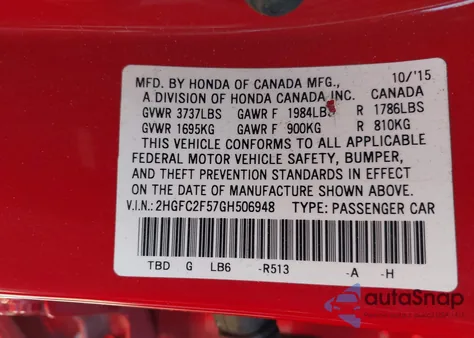 MFD. BY HONDA OF CANADA MFG., 10/'15
A DIVISION OF HONDA CANADA INC. CANADA
GVWR 3737LBS GAWR F 1984LBS R 1786LBS
GVWR 1695KG GAWR F 900KG R 810KG
THIS VEHICLE CONFORMS TO ALL APPLICABLE
FEDERAL MOTOR VEHICLE SAFETY, BUMPER,
AND THEFT PREVENTION STANDARDS IN EFFECT
ON THE DATE OF MANUFACTURE SHOWN ABOVE.
V.I.N.: 2HGFC2F57GH506948 TYPE: PASSENGER CAR
TBD G LB6 -R513 -A -H
autoSnap